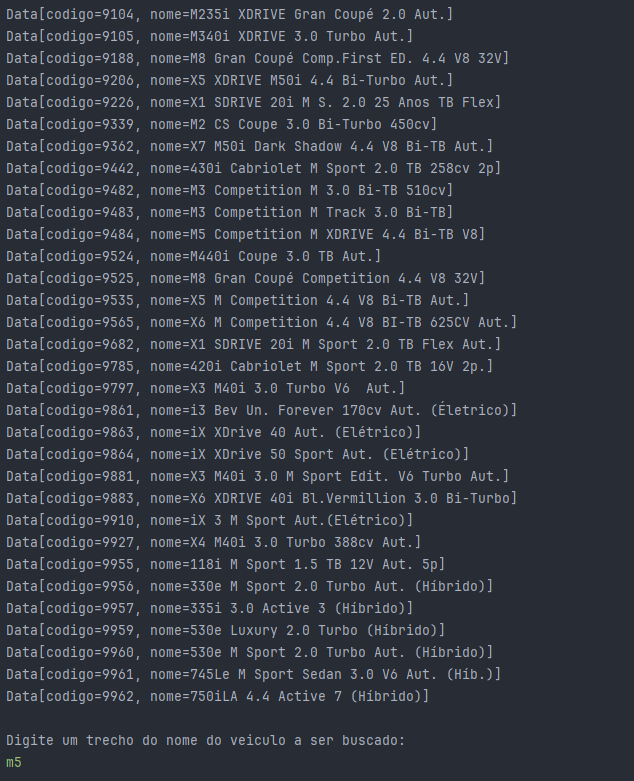 Data[codigo=9104, nome=M235i XDRIVE Gran Coupé 2.0 Aut.]
Data[codigo=9105, nome=M340i XDRIVE 3.0 Turbo Aut.]
Data[codigo=9188, nome=M8 Gran Coupé Comp.First ED. 4.4 V8 32V]
Data[codigo=9206, nome=X5 XDRIVE M50i 4.4 Bi-Turbo Aut.]
Data[codigo=9226, nome=X1 SDRIVE 20i M S. 2.0 25 Anos TB Flex]
Data[codigo=9339, nome=M2 CS Coupe 3.0 Bi-Turbo 450cv]
Data[codigo=9362, nome=X7 M50i Dark Shadow 4.4 V8 Bi-TB Aut.]
Data[codigo=9442, nome=430i Cabriolet M Sport 2.0 TB 258cv 2p]
Data[codigo=9482, nome=M3 Competition M 3.0 Bi-TB 510cv]
Data[codigo=9483, nome=M3 Competition M Track 3.0 Bi-TB]
Data[codigo=9484, nome=M5 Competition M XDRIVE 4.4 Bi-TB V8]
Data[codigo=9524, nome=M440i Coupe 3.0 TB Aut.]
Data[codigo=9525, nome=M8 Gran Coupé Competition 4.4 V8 32V]
Data[codigo=9535, nome=X5 M Competition 4.4 V8 Bi-TB Aut.]
Data[codigo=9565, nome=X6 M Competition 4.4 V8 BI-TB 625CV Aut.]
Data[codigo=9682, nome=X1 SDRIVE 20i M Sport 2.0 TB Flex Aut.]
Data[codigo=9785, nome=420i Cabriolet M Sport 2.0 TB 16V 2p.]
Data[codigo=9797, nome=X3 M40i 3.0 Turbo V6  Aut.]
Data[codigo=9861, nome=i3 Bev Un. Forever 170cv Aut. (Életrico)]
Data[codigo=9863, nome=iX XDrive 40 Aut. (Elétrico)]
Data[codigo=9864, nome=iX XDrive 50 Sport Aut. (Elétrico)]
Data[codigo=9881, nome=X3 M40i 3.0 M Sport Edit. V6 Turbo Aut.]
Data[codigo=9883, nome=X6 XDRIVE 40i Bl.Vermillion 3.0 Bi-Turbo]
Data[codigo=9910, nome=iX 3 M Sport Aut.(Elétrico)]
Data[codigo=9927, nome=X4 M40i 3.0 Turbo 388cv Aut.]
Data[codigo=9955, nome=118i M Sport 1.5 TB 12V Aut. 5p]
Data[codigo=9956, nome=330e M Sport 2.0 Turbo Aut. (Híbrido)]
Data[codigo=9957, nome=335i 3.0 Active 3 (Híbrido)]
Data[codigo=9959, nome=530e Luxury 2.0 Turbo (Híbrido)]
Data[codigo=9960, nome=530e M Sport 2.0 Turbo Aut. (Híbrido)]
Data[codigo=9961, nome=745Le M Sport Sedan 3.0 V6 Aut. (Híb.)]
Data[codigo=9962, nome=750iLA 4.4 Active 7 (Híbrido)]
Digite um trecho do nome do veiculo a ser buscado:
m5